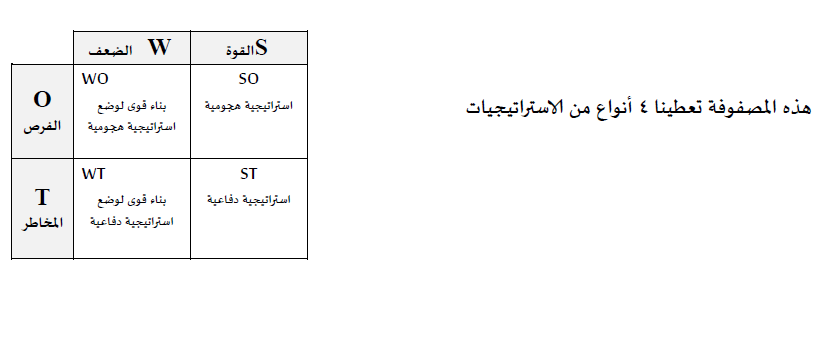 هذه المصفوفة تعطينا ٤ أنواع من الاستراتيجيات
القوة S
الضعف W
O
الفرص
SO
استراتيجية هجومية
WO
بناء قوى لوضع
استراتيجية هجومية
T
المخاطر
ST
استراتيجية دفاعية
WT
بناء قوى لوضع
استراتيجية دفاعية